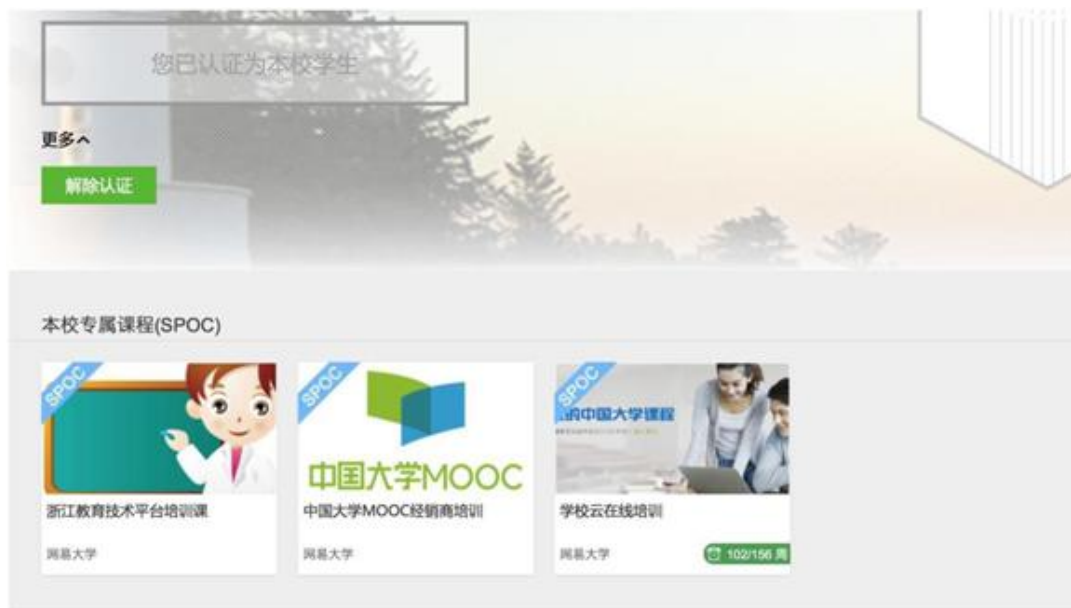 您已认证为本校学生
更多
解除认证
本校专属课程(SPOC)
SPOC
SPOC
SPOC
中国大学MOOC
的中国大学课程
浙江教育技术平台培训课
中国大学MOOC经销商培训
学校云在线培训
网易大学
网易大学
网易大学
102/156 周